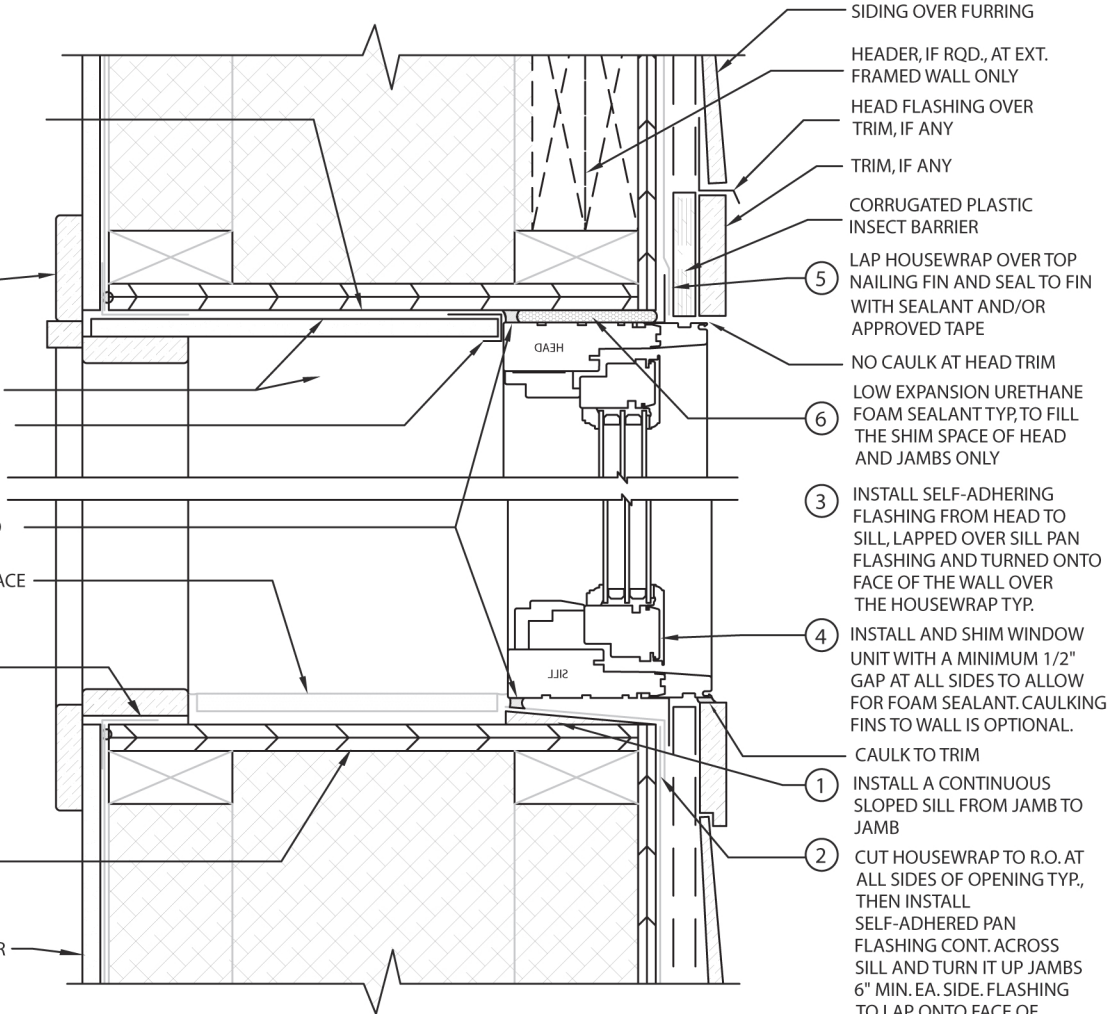 SIDING OVER FURRING
HEADER, IF RQD., AT EXT.
FRAMED WALL ONLY
HEAD FLASHING OVER
TRIM, IF ANY
TRIM, IF ANY
CORRUGATED PLASTIC
INSECT BARRIER
5 LAP HOUSEWRAP OVER TOP
NAILING FIN AND SEAL TO FIN
WITH SEALANT AND/OR
APPROVED TAPE
NO CAULK AT HEAD TRIM
6 LOW EXPANSION URETHANE
FOAM SEALANT TYP, TO FILL
THE SHIM SPACE OF HEAD
AND JAMBS ONLY
3 INSTALL SELF-ADHERING
FLASHING FROM HEAD TO
SILL, LAPPED OVER SILL PAN
FLASHING AND TURNED ONTO
FACE OF THE WALL OVER
THE HOUSEWRAP TYP.
4 INSTALL AND SHIM WINDOW
UNIT WITH A MINIMUM 1/2"
GAP AT ALL SIDES TO ALLOW
FOR FOAM SEALANT. CAULKING
FINS TO WALL IS OPTIONAL.
CAULK TO TRIM
1 INSTALL A CONTINUOUS
SLOPED SILL FROM JAMB TO
JAMB
2 CUT HOUSEWRAP TO R.O. AT
ALL SIDES OF OPENING TYP.,
THEN INSTALL
SELF-ADHERED PAN
FLASHING CONT. ACROSS
SILL AND TURN IT UP JAMBS
6" MIN. EA. SIDE. FLASHING
TO LAP ONTO FACE OF
HEAD
SILL
ACE
R